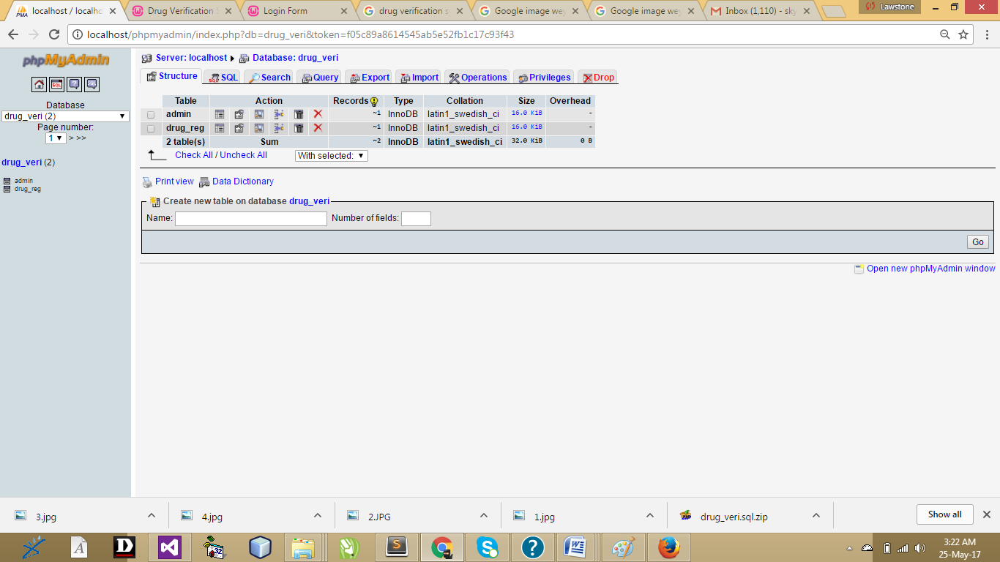 localhost / localho
Drug Verification S
Login Form
drug verification sy
Google image wey
Google image wey
Inbox (1,110) - sky
Lawstone
localhost/phpmyadmin/index.php?db=drug_veri&token=f05c89a8614545ab5e52fb1c17c93f43
phpMyAdmin
Database
drug_veri (2)
Page number:
1 > >>
drug_veri (2)
admin
drug_reg
Server: localhost Database: drug_veri
Structure SQL Search Query Export Import Operations Privileges Drop
Table Action Records Type Collation Size Overhead
admin ~1 InnoDB latin1_swedish_ci 16.0 KiB -
drug_reg ~1 InnoDB latin1_swedish_ci 16.0 KiB -
2 table(s) Sum ~2 InnoDB latin1_swedish_ci 32.0 KiB 0 B
Check All / Uncheck All With selected:
Print view Data Dictionary
Create new table on database drug_veri
Name: Number of fields:
Go
Open new phpMyAdmin window
3.jpg 4.jpg 2.JPG 1.jpg drug_veri.sql.zip Show all
3:22 AM
25-May-17